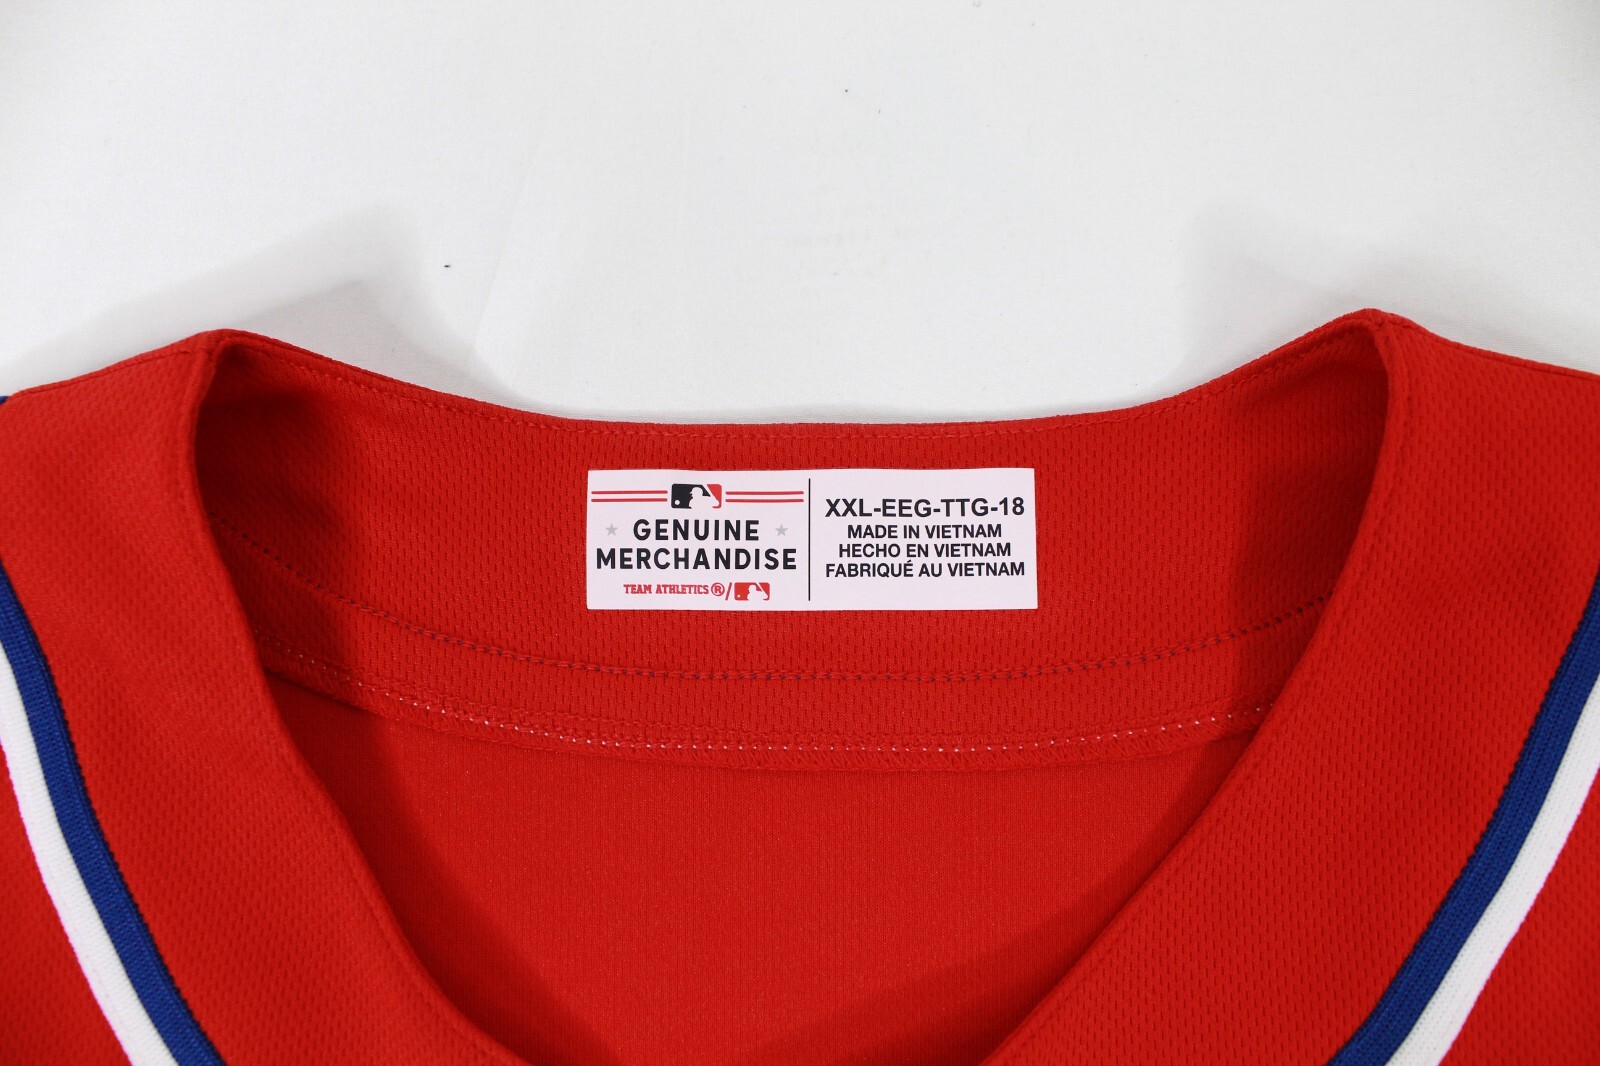 GENUINE
MERCHANDISE
TEAM ATHLETICS®/
XXL-EEG-TTG-18
MADE IN VIETNAM
HECHO EN VIETNAM
FABRIQUÉ AU VIETNAM